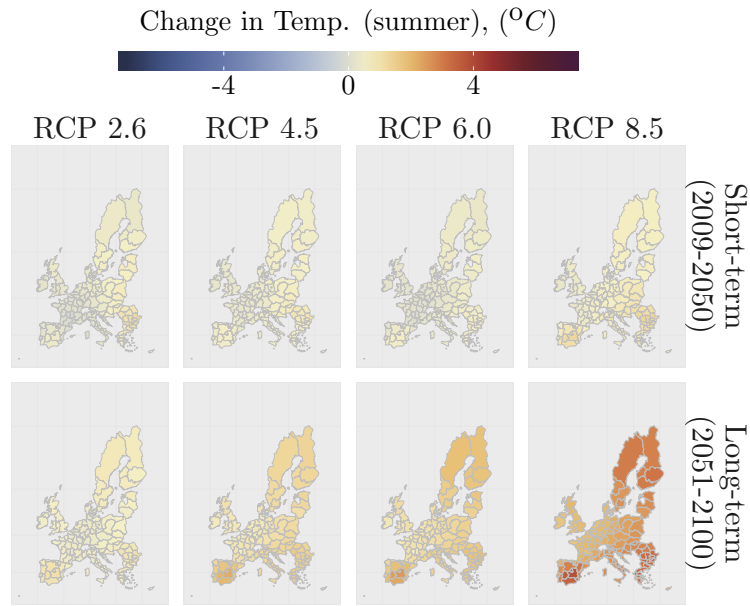 Change in Temp. (summer), (°C)
-4 0 4
RCP 2.6 RCP 4.5 RCP 6.0 RCP 8.5
Short-term
(2009-2050)
Long-term
(2051-2100)